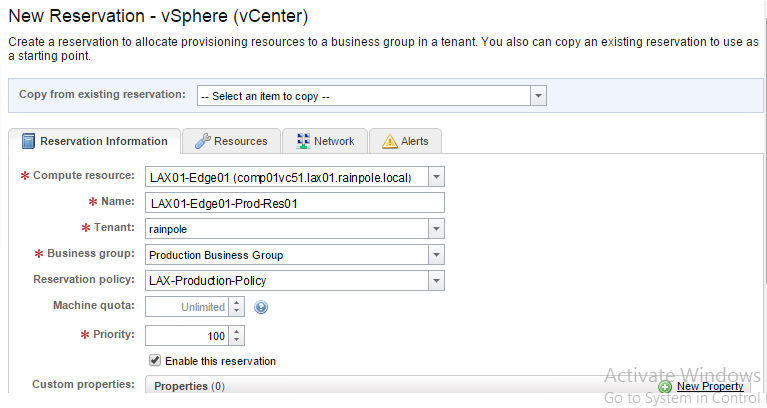 New Reservation - vSphere (vCenter)
Create a reservation to allocate provisioning resources to a business group in a tenant. You also can copy an existing reservation to use as
a starting point.
Copy from existing reservation: -- Select an item to copy --
Reservation Information Resources Network Alerts
* Compute resource: LAX01-Edge01 (comp01vc51.lax01.rainpole.local)
* Name: LAX01-Edge01-Prod-Res01
* Tenant: rainpole
* Business group: Production Business Group
Reservation policy: LAX-Production-Policy
Machine quota: Unlimited ?
* Priority: 100
Enable this reservation
Custom properties: Properties (0) New Property
Activate Windows
Go to System in Control